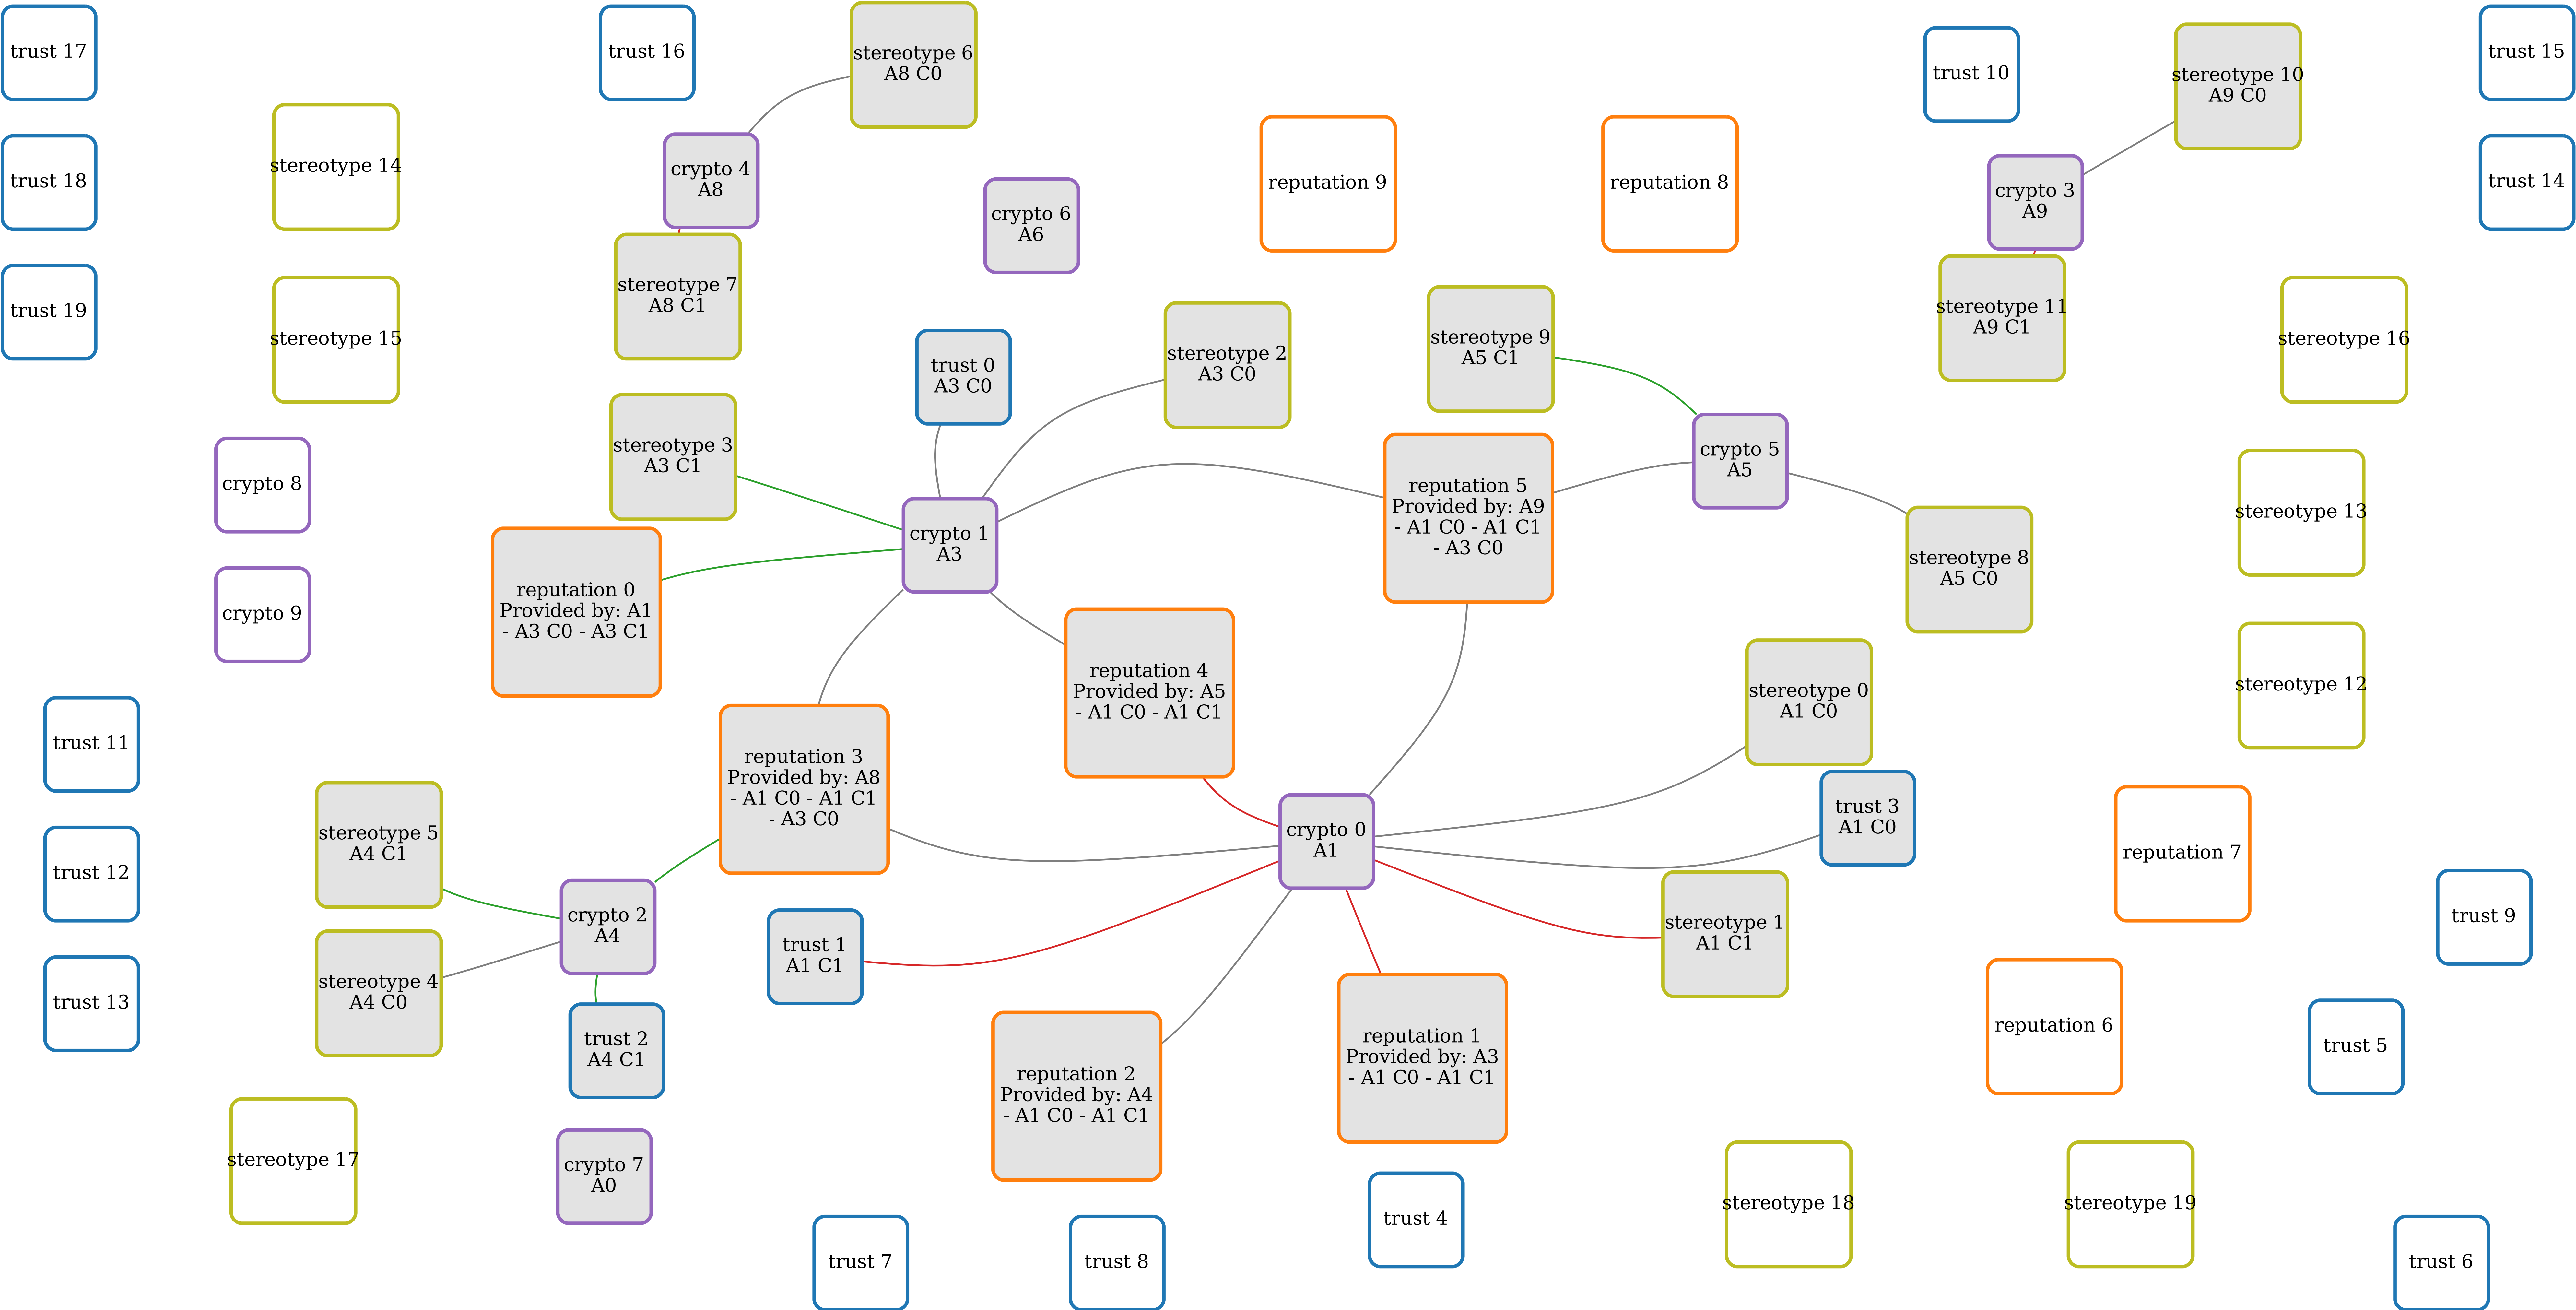 trust 17
trust 16
stereotype 6
A8 C0
trust 10
stereotype 10
A9 C0
trust 15
stereotype 14
trust 18
crypto 4
A8
crypto 6
A6
reputation 9
reputation 8
crypto 3
A9
trust 14
trust 19
stereotype 15
stereotype 7
A8 C1
trust 0
A3 C0
stereotype 2
A3 C0
stereotype 9
A5 C1
stereotype 11
A9 C1
stereotype 16
crypto 8
stereotype 3
A3 C1
crypto 1
A3
reputation 5
Provided by: A9
- A1 C0 - A1 C1
- A3 C0
crypto 5
A5
stereotype 8
A5 C0
stereotype 13
crypto 9
reputation 0
Provided by: A1
- A3 C0 - A3 C1
reputation 4
Provided by: A5
- A1 C0 - A1 C1
stereotype 0
A1 C0
stereotype 12
trust 11
reputation 3
Provided by: A8
- A1 C0 - A1 C1
- A3 C0
crypto 0
A1
trust 3
A1 C0
reputation 7
trust 12
stereotype 5
A4 C1
crypto 2
A4
trust 1
A1 C1
stereotype 1
A1 C1
trust 9
trust 13
stereotype 4
A4 C0
trust 2
A4 C1
reputation 2
Provided by: A4
- A1 C0 - A1 C1
reputation 1
Provided by: A3
- A1 C0 - A1 C1
reputation 6
trust 5
stereotype 17
crypto 7
A0
trust 4
stereotype 18
stereotype 19
trust 7
trust 8
trust 6